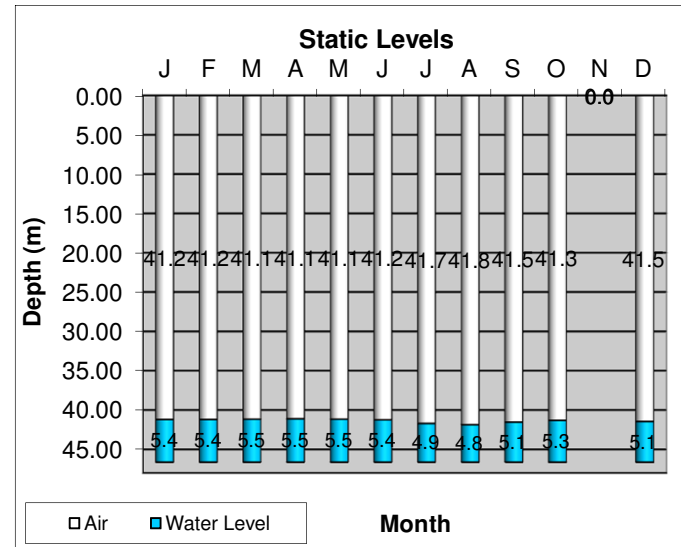 Static Levels
J F M A M J J A S O N D
0.00
5.00
10.00
15.00
20.00
25.00
30.00
35.00
40.00
45.00
Depth (m)
0.0
41.2 41.2 41.1 41.1 41.1 41.2 41.7 41.8 41.5 41.3 41.5
5.4 5.4 5.5 5.5 5.5 5.4 4.9 4.8 5.1 5.3 5.1
Air Water Level
Month